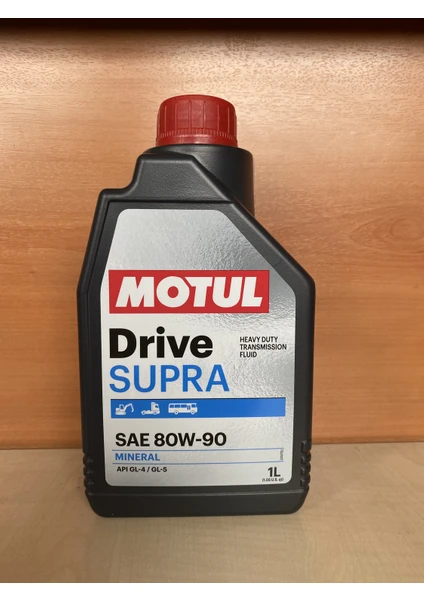 MOTUL
Drive
SUPRA
HEAVY DUTY
TRANSMISSION
FLUID
SAE 80W-90
MINERAL
API GL-4 / GL-5
1L